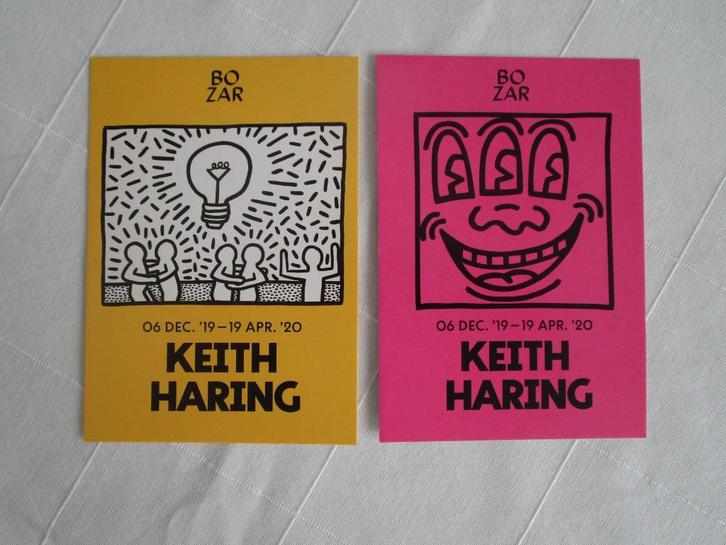 BO
ZAR
06 DEC. '19 – 19 APR. '20
KEITH
HARING
BO
ZAR
06 DEC. '19 – 19 APR. '20
KEITH
HARING